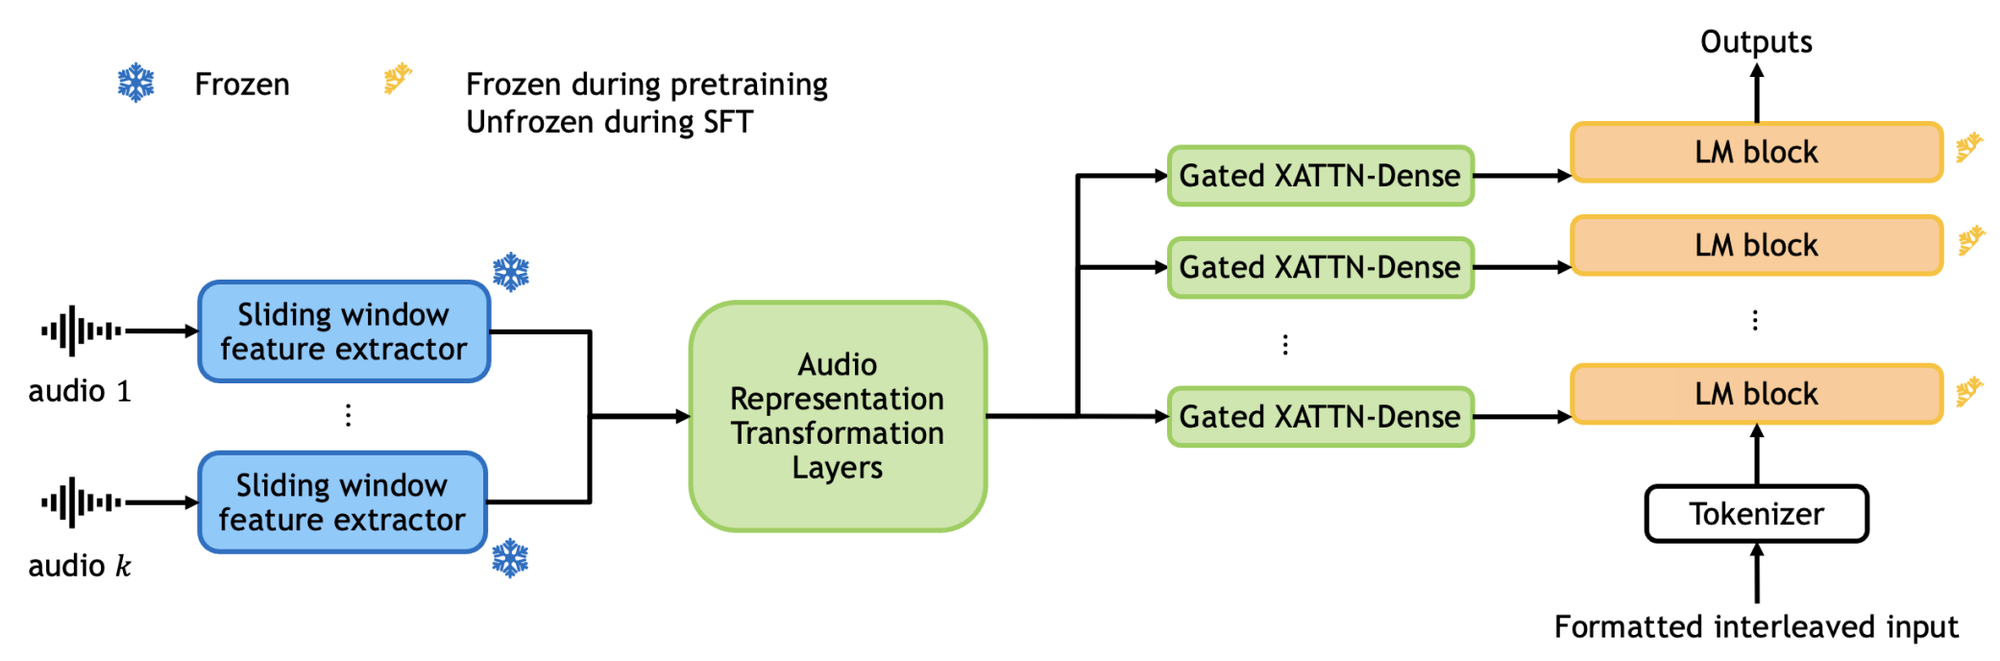 Frozen
Frozen during pretraining
Unfrozen during SFT
audio 1
Sliding window
feature extractor
⋮
audio k
Sliding window
feature extractor
Audio
Representation
Transformation
Layers
Gated XATTN-Dense
Gated XATTN-Dense
⋮
Gated XATTN-Dense
Outputs
LM block
LM block
⋮
LM block
Tokenizer
Formatted interleaved input